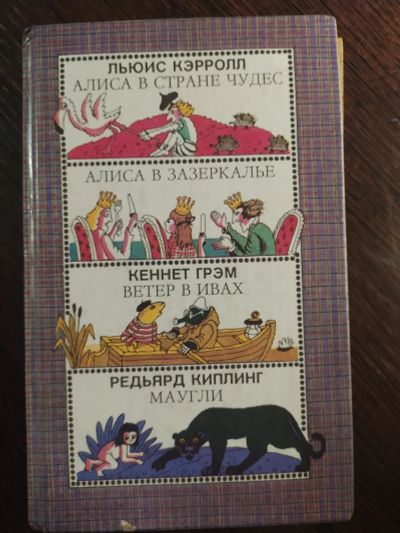 ЛЬЮИС КЭРРОЛЛ
АЛИСА В СТРАНЕ ЧУДЕС
АЛИСА В ЗАЗЕРКАЛЬЕ
КЕННЕТ ГРЭМ
ВЕТЕР В ИВАХ
РЕДЬЯРД КИПЛИНГ
МАУГЛИ